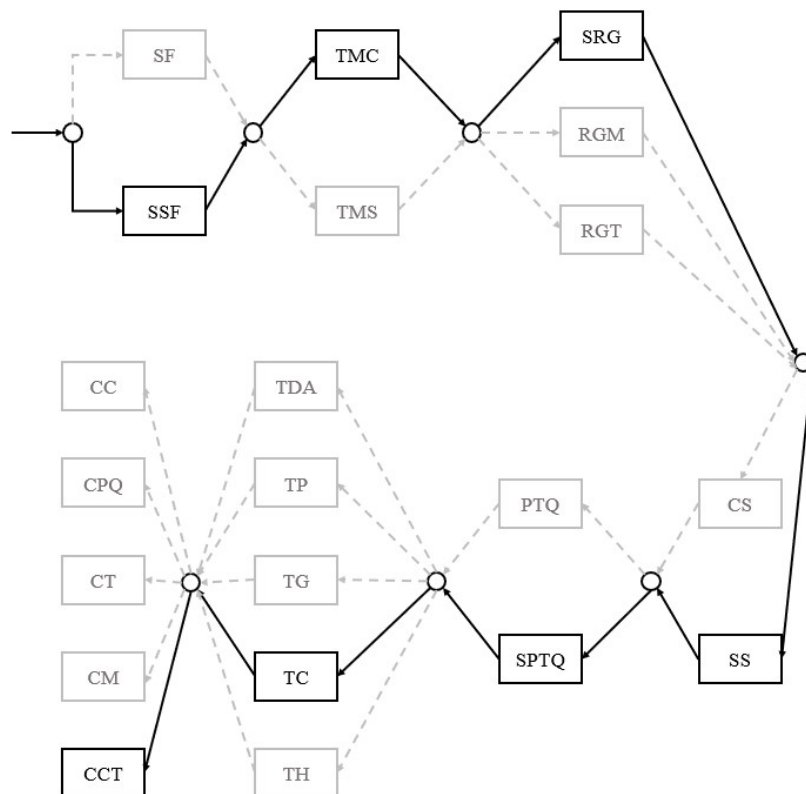 SF
TMC
SRG
RGM
SSF
TMS
RGT
CC
TDA
CPQ
TP
PTQ
CS
CT
TG
CM
TC
SPTQ
SS
CCT
TH